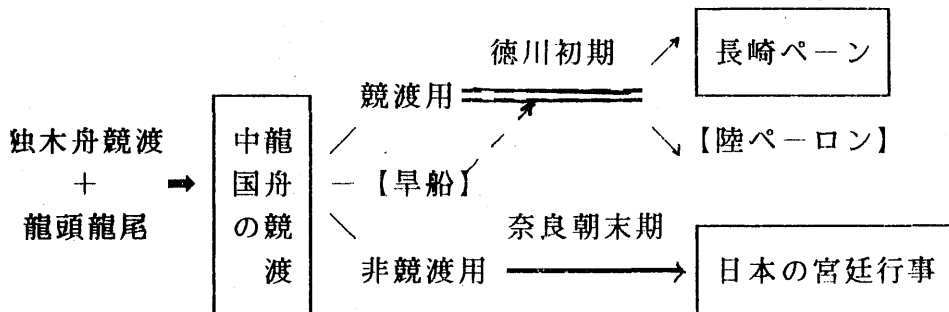 独木舟競渡
+
龍頭龍尾
中国の
龍舟競渡
競渡用
【旱船】
非競渡用
徳川初期
奈良朝末期
長崎ペーン
【陸ペーロン】
日本の宮廷行事